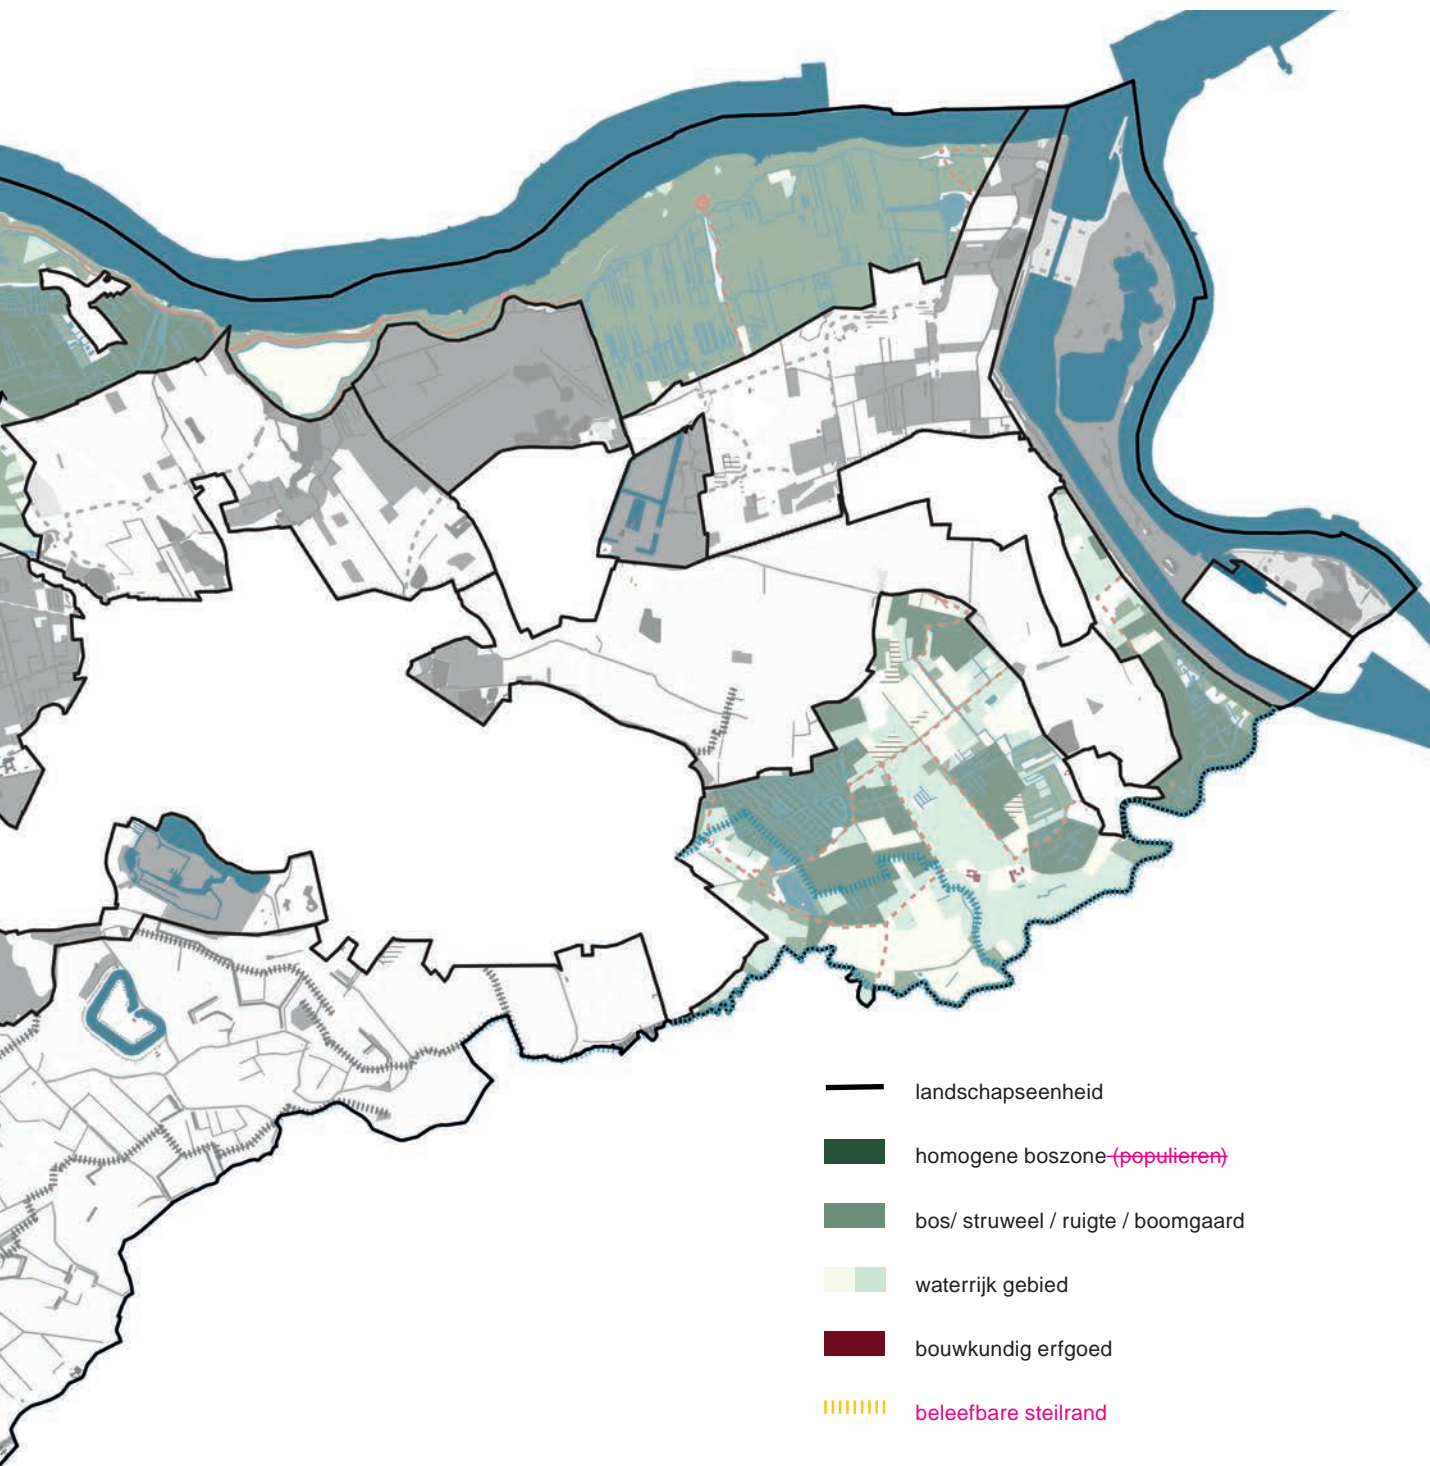 landschapseenheid
homogene boszone (populieren)
bos/ struweel / ruigte / boomgaard
waterrijk gebied
bouwkundig erfgoed
beleefbare steilrand